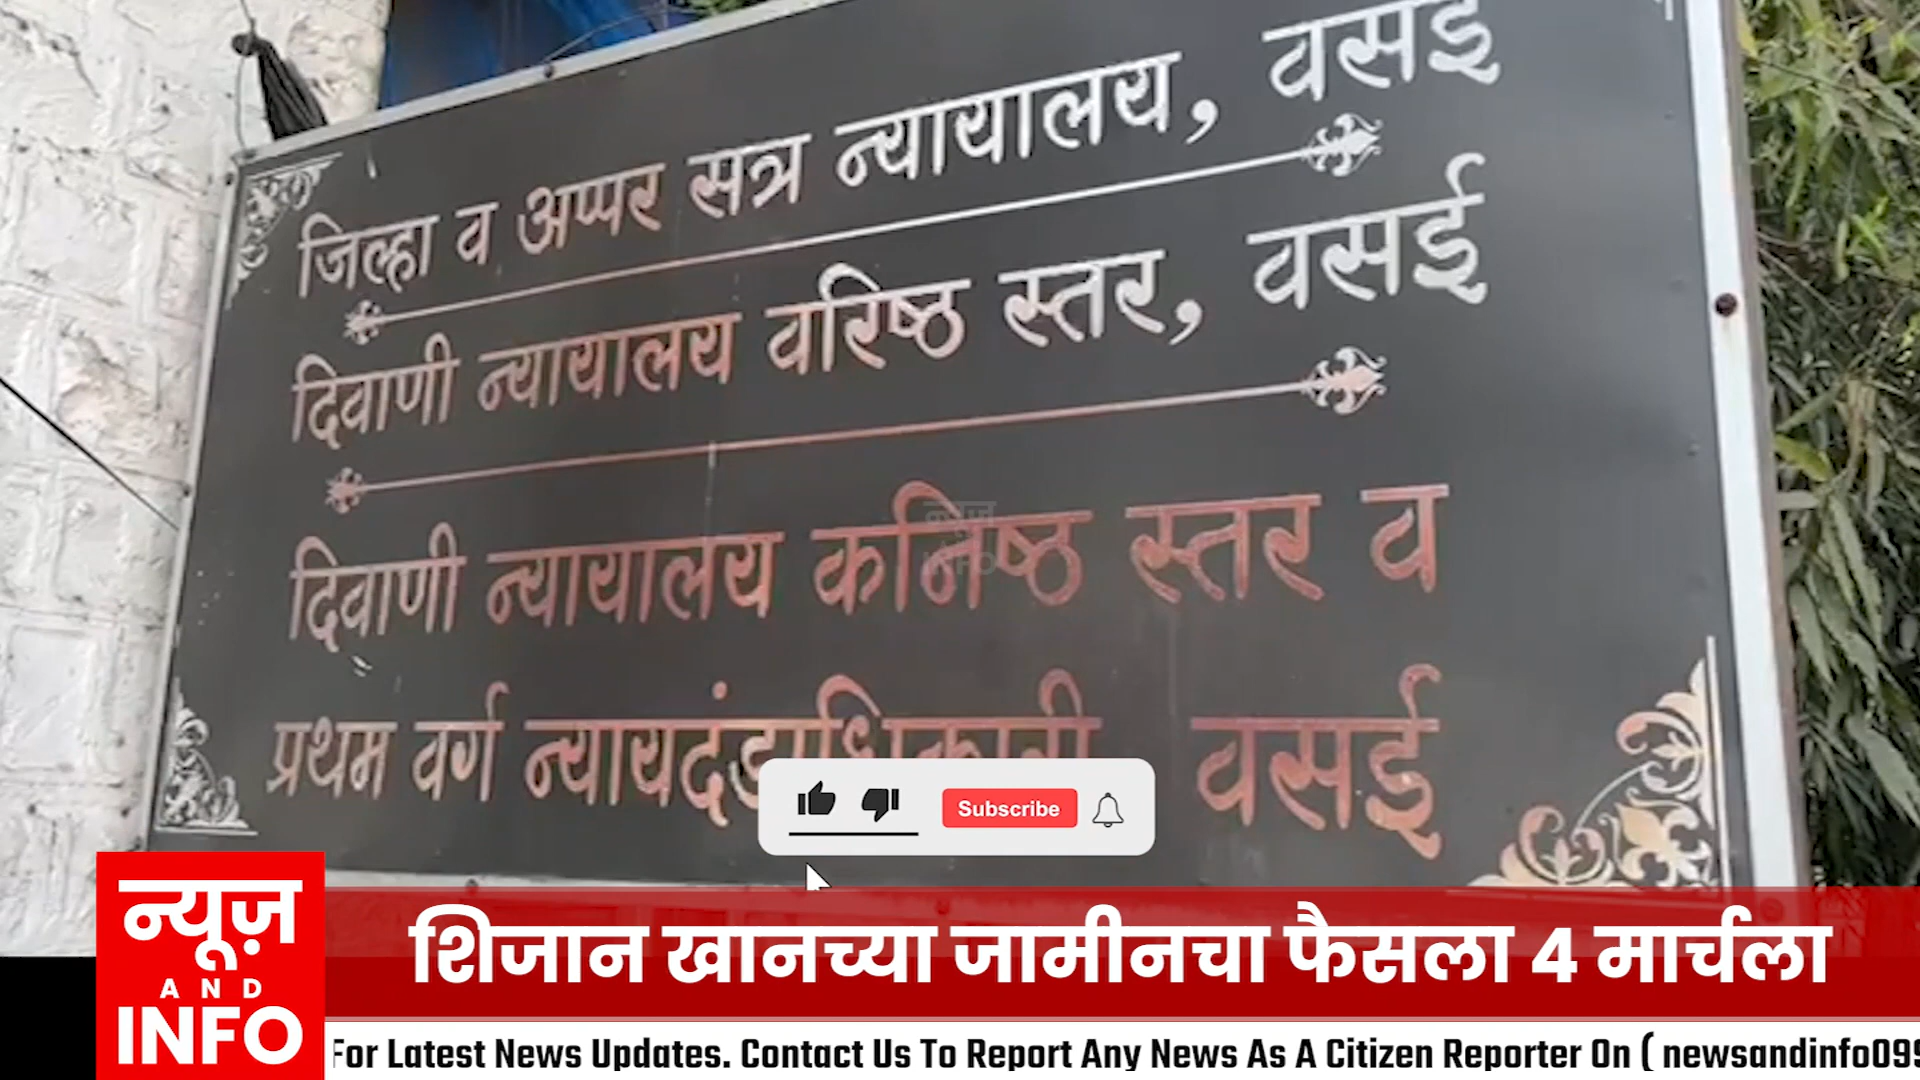 जिल्हा व अप्पर सत्र न्यायालय, वसई
दिवाणी न्यायालय वरिष्ठ स्तर, वसई
दिवाणी न्यायालय कनिष्ठ स्तर व
प्रथम वर्ग वसई
न्यूज़
INFO
Subscribe
न्यूज़
AND
INFO
शिजान खानच्या जामीनचा फैसला 4 मार्चला
For Latest News Updates. Contact Us To Report Any News As A Citizen Reporter On ( newsandinfo099